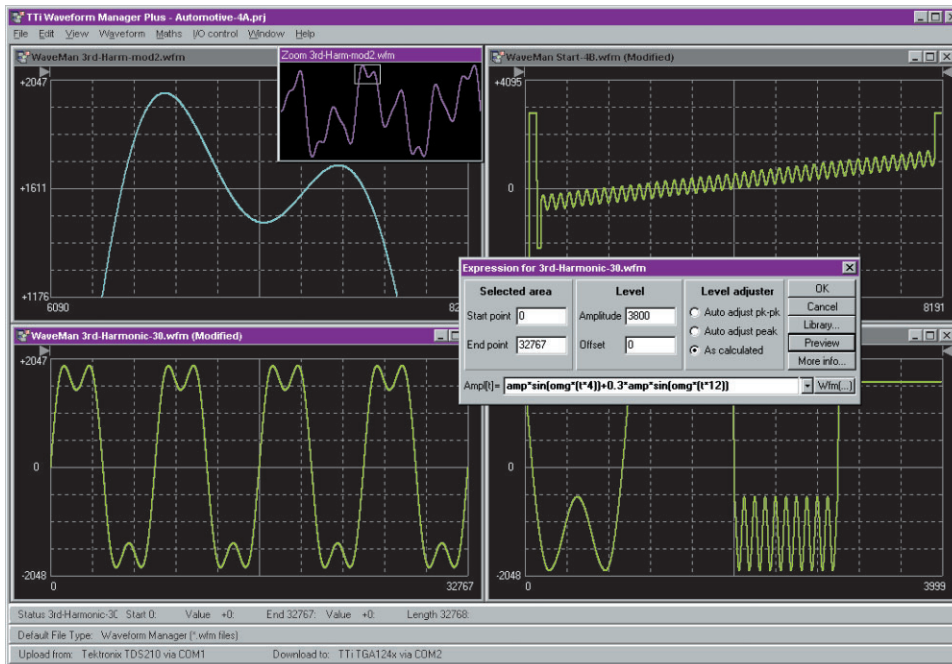 TTi Waveform Manager Plus - Automotive-4A.prj
File Edit View Waveform Maths I/O control Window Help
WaveMan 3rd-Harm-mod2.wfm
+2047
+1611
+1176
6090
Zoom 3rd-Harm-mod2.wfm
WaveMan Start-4B.wfm (Modified)
+4095
0
8191
Expression for 3rd-Harmonic-30.wfm
Selected area
Start point 0
End point 32767
Level
Amplitude 3800
Offset 0
Level adjuster
Auto adjust pk-pk
Auto adjust peak
As calculated
OK
Cancel
Library...
Preview
More info...
Ampl[t]= amp*sin(omg*(t*4))+0.3*amp*sin(omg*(t*12)) Wfm(...)
WaveMan 3rd-Harmonic-30.wfm (Modified)
+2047
0
-2048
0 32767
0
-2048
0 3999
Status 3rd-Harmonic-30 Start 0: Value +0: End 32767: Value +0: Length 32768:
Default File Type: Waveform Manager (*.wfm files)
Upload from: Tektronix TDS210 via COM1 Download to: TTi TGA124x via COM2